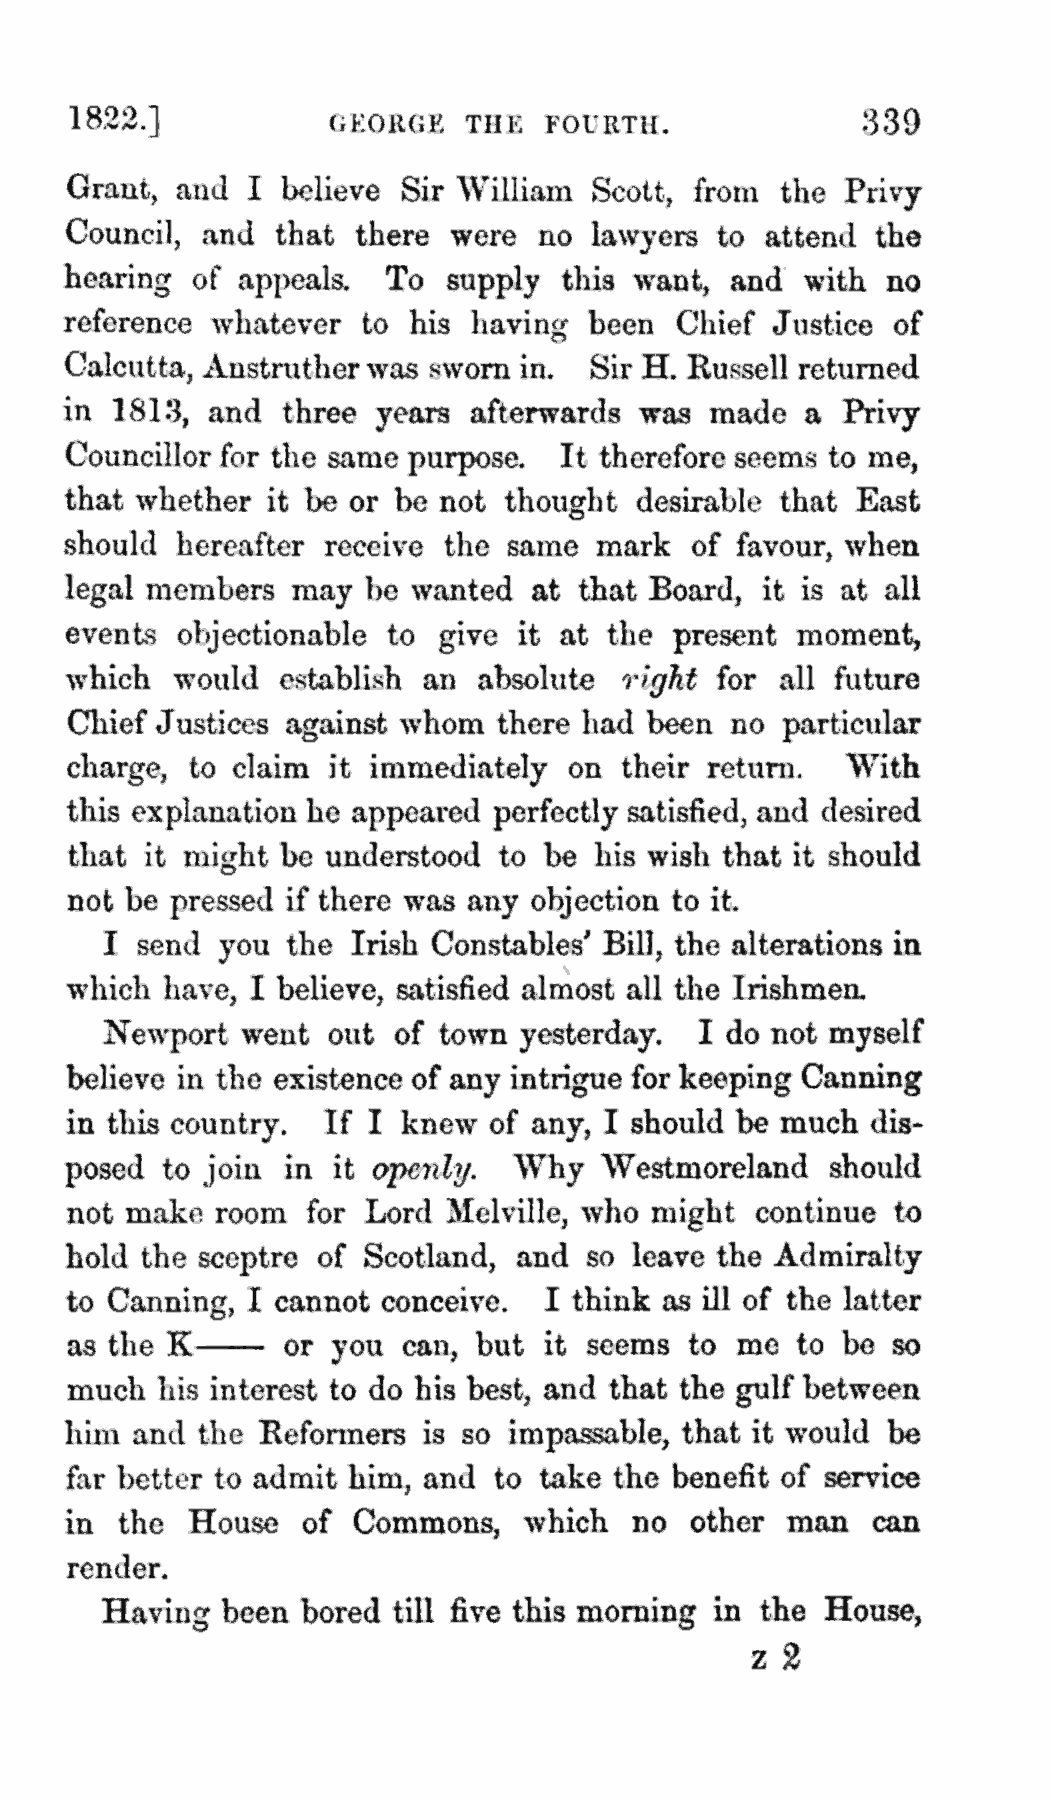 1822.] GEORGE THE FOURTH. 339
Grant, and I believe Sir William Scott, from the Privy
Council, and that there were no lawyers to attend the
hearing of appeals. To supply this want, and with no
reference whatever to his having been Chief Justice of
Calcutta, Anstruther was sworn in. Sir H. Russell returned
in 1813, and three years afterwards was made a Privy
Councillor for the same purpose. It therefore seems to me,
that whether it be or be not thought desirable that East
should hereafter receive the same mark of favour, when
legal members may be wanted at that Board, it is at all
events objectionable to give it at the present moment,
which would establish an absolute right for all future
Chief Justices against whom there had been no particular
charge, to claim it immediately on their return. With
this explanation he appeared perfectly satisfied, and desired
that it might be understood to be his wish that it should
not be pressed if there was any objection to it.
I send you the Irish Constables' Bill, the alterations in
which have, I believe, satisfied almost all the Irishmen.
Newport went out of town yesterday. I do not myself
believe in the existence of any intrigue for keeping Canning
in this country. If I knew of any, I should be much dis-
posed to join in it openly. Why Westmoreland should
not make room for Lord Melville, who might continue to
hold the sceptre of Scotland, and so leave the Admiralty
to Canning, I cannot conceive. I think as ill of the latter
as the K—— or you can, but it seems to me to be so
much his interest to do his best, and that the gulf between
him and the Reformers is so impassable, that it would be
far better to admit him, and to take the benefit of service
in the House of Commons, which no other man can
render.
Having been bored till five this morning in the House,
z 2